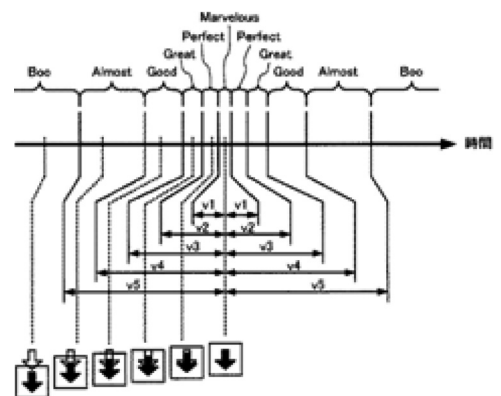 Marvelous
Perfect Perfect
Great Great
Boo Almost Good Good Almost Boo
時間
v1 v1
v2 v2
v3 v3
v4 v4
v5 v5